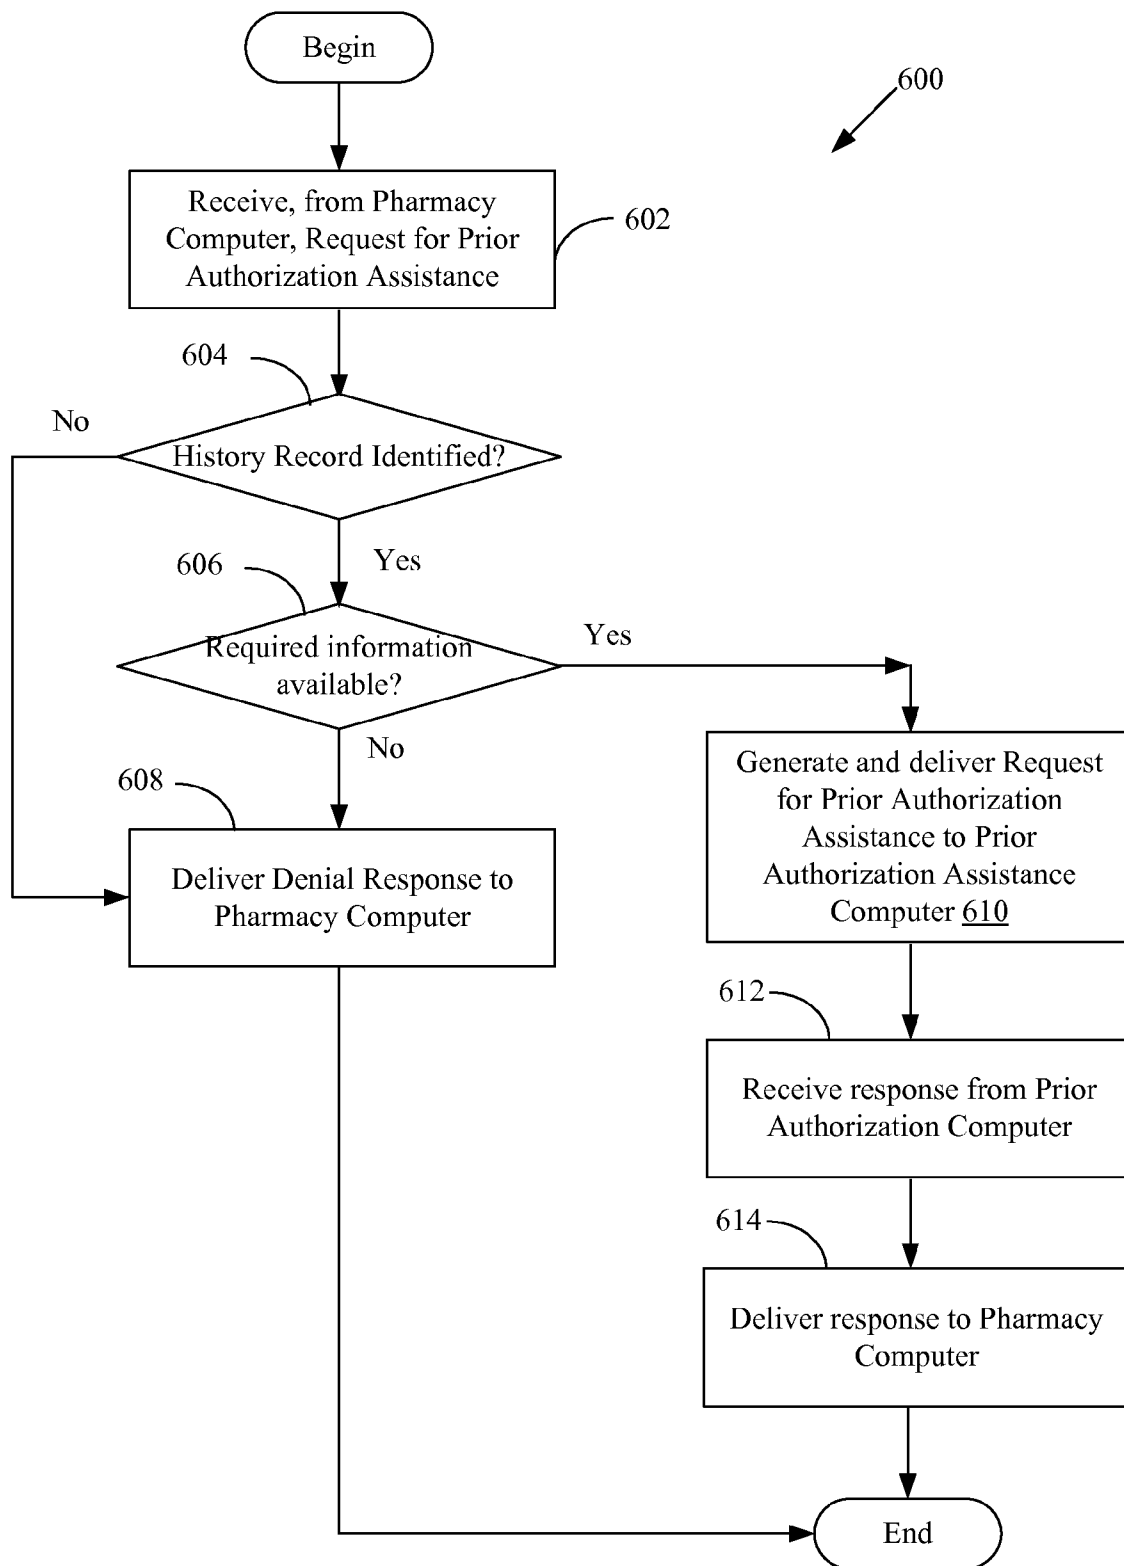 Begin
600
Receive, from Pharmacy
Computer, Request for Prior
Authorization Assistance
602
604
No
History Record Identified?
Yes
606
Required information
available?
Yes
No
608
Deliver Denial Response to
Pharmacy Computer
Generate and deliver Request
for Prior Authorization
Assistance to Prior
Authorization Assistance
Computer 610
612
Receive response from Prior
Authorization Computer
614
Deliver response to Pharmacy
Computer
End